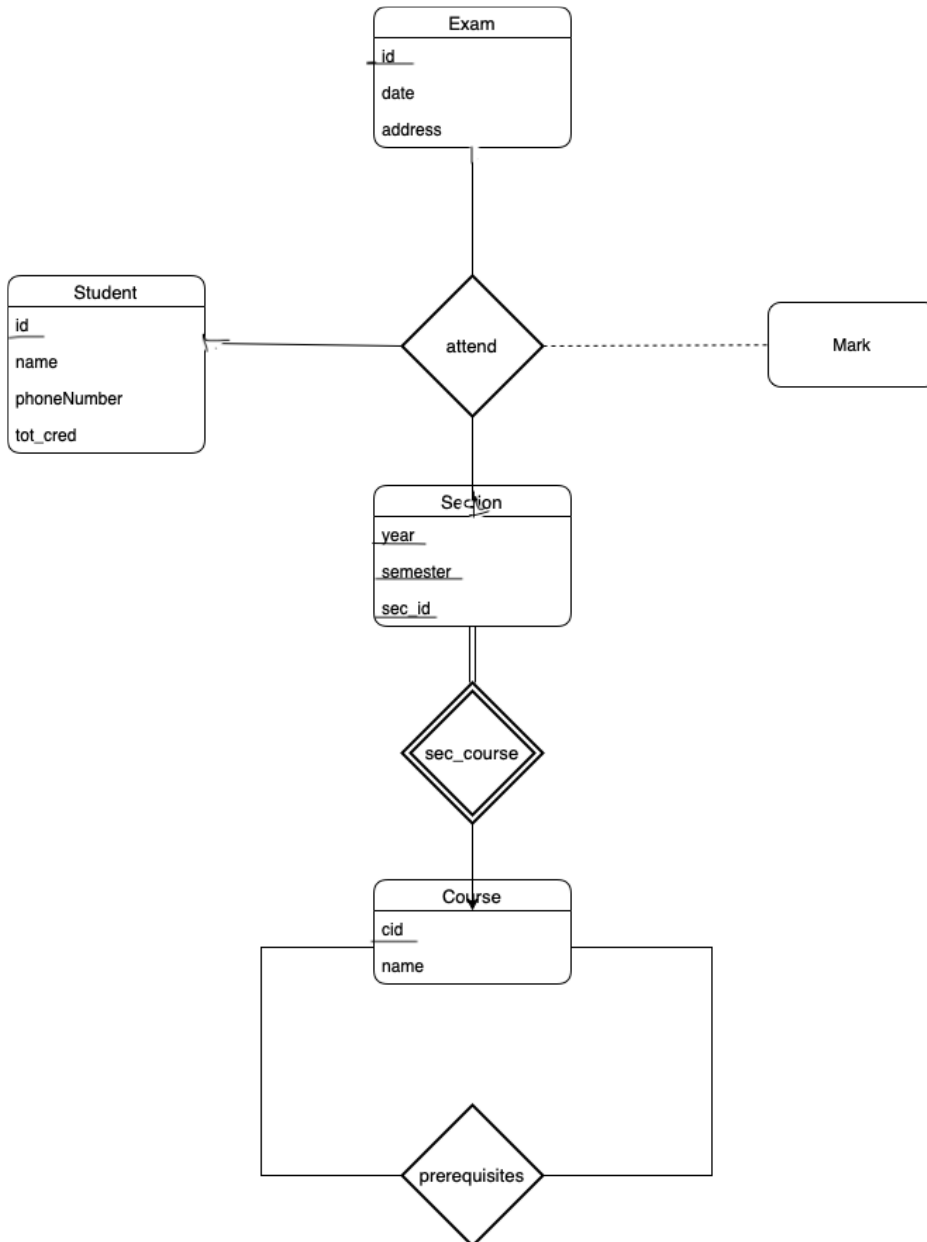 Exam
id
date
address
Student
id
name
phoneNumber
tot_cred
attend
Mark
Section
year
semester
sec_id
sec_course
Course
cid
name
prerequisites